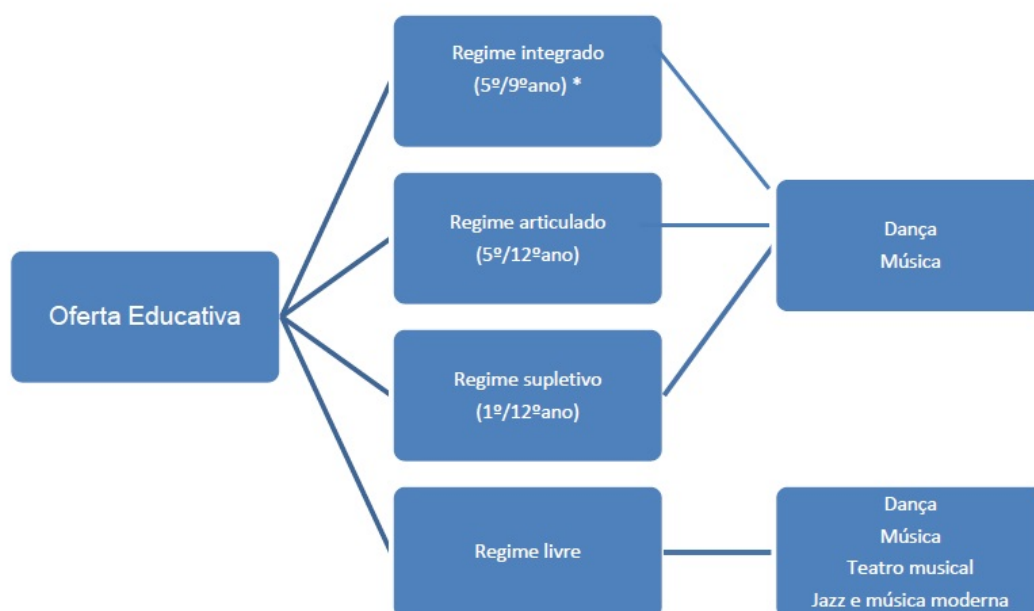 Oferta Educativa
Regime integrado
(5º/9ºano) *
Regime articulado
(5º/12ºano)
Regime supletivo
(1º/12ºano)
Regime livre
Dança
Música
Dança
Música
Teatro musical
Jazz e música moderna